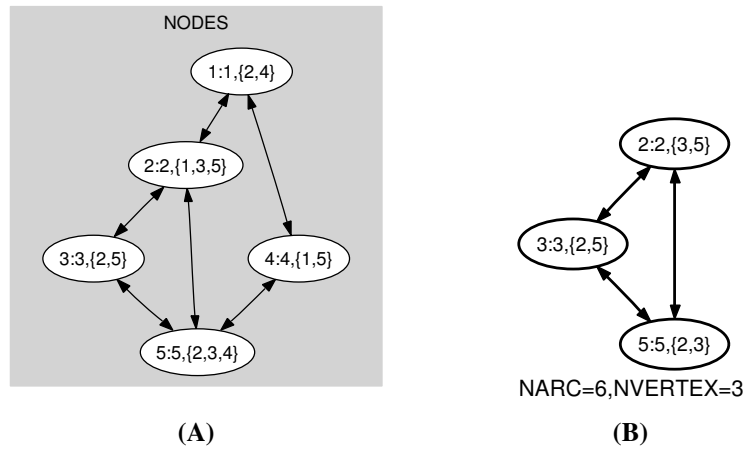 NODES
1:1,{2,4}
2:2,{1,3,5}
3:3,{2,5}
4:4,{1,5}
5:5,{2,3,4}
(A)
2:2,{3,5}
3:3,{2,5}
5:5,{2,3}
NARC=6,NVERTEX=3
(B)